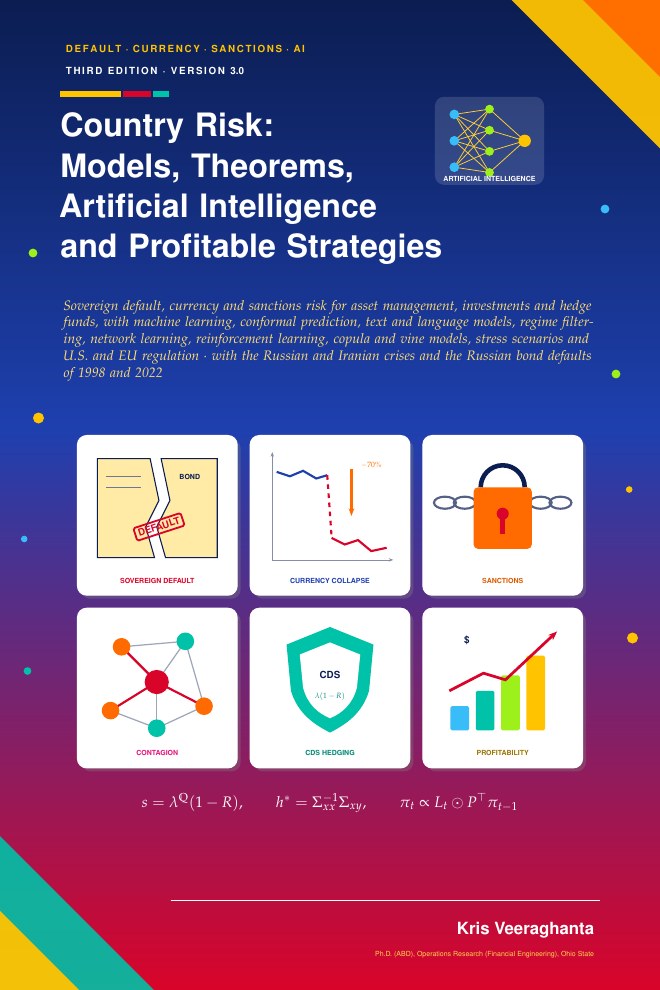 DEFAULT · CURRENCY · SANCTIONS · AI
THIRD EDITION · VERSION 3.0
Country Risk:
Models, Theorems,
Artificial Intelligence
and Profitable Strategies
ARTIFICIAL INTELLIGENCE
Sovereign default, currency and sanctions risk for asset management, investments and hedge
funds, with machine learning, conformal prediction, text and language models, regime filter-
ing, network learning, reinforcement learning, copula and vine models, stress scenarios and
U.S. and EU regulation · with the Russian and Iranian crises and the Russian bond defaults
of 1998 and 2022
BOND
DEFAULT
SOVEREIGN DEFAULT
−70%
CURRENCY COLLAPSE
SANCTIONS
CONTAGION
CDS
λ(1 − R)
CDS HEDGING
$
PROFITABILITY
s = λ^ℚ(1 − R), h* = Σ_{xx}^{−1}Σ_{xy}, π_t ∝ L_t ⊙ P^⊤π_{t−1}
Kris Veeraghanta
Ph.D. (ABD), Operations Research (Financial Engineering), Ohio State